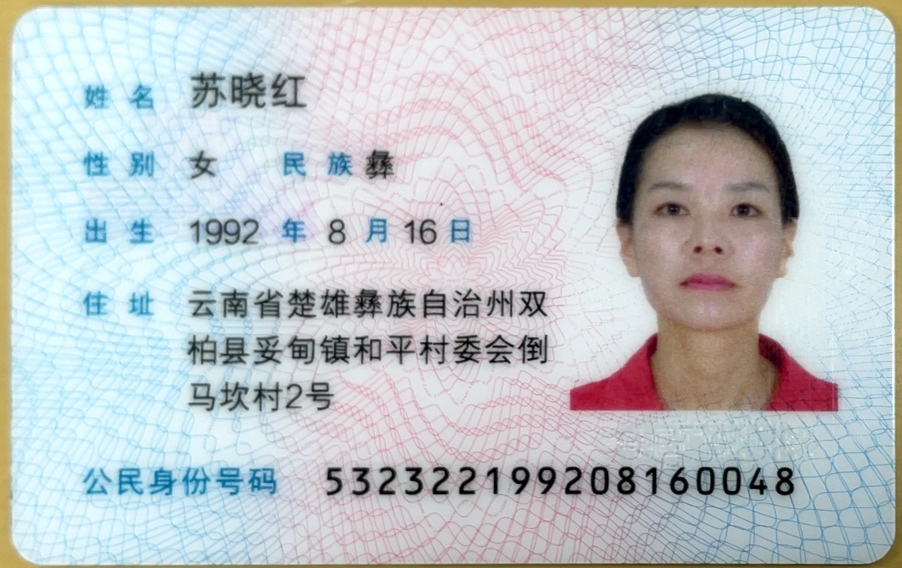 姓名 苏晓红
性别 女 民族 彝
出生 1992 年 8 月 16 日
住址 云南省楚雄彝族自治州双
柏县妥甸镇和平村委会倒
马坎村2号
公民身份号码 532322199208160048